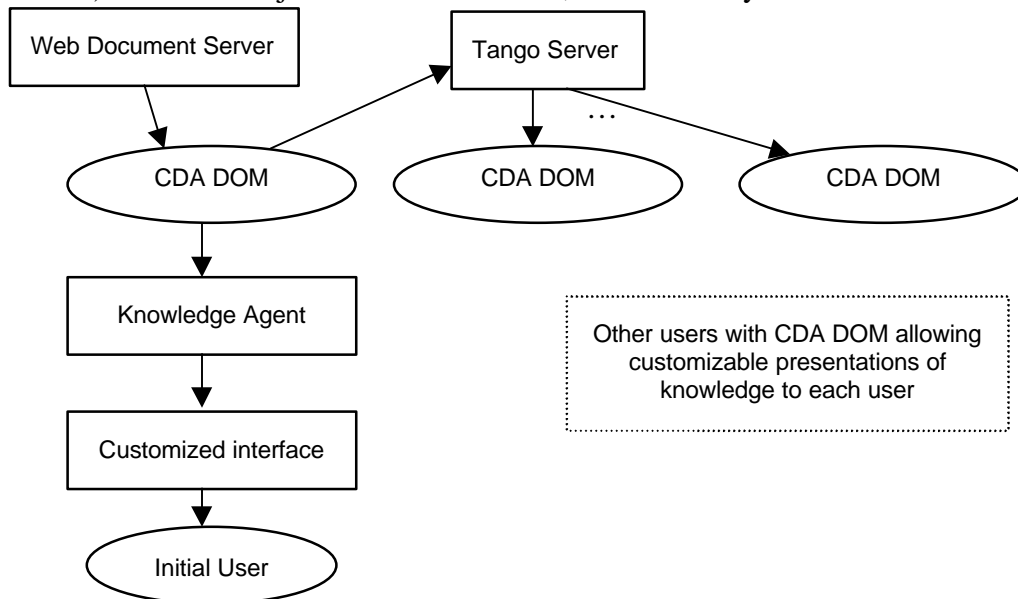 Web Document Server
Tango Server
...
CDA DOM
CDA DOM
CDA DOM
Knowledge Agent
Other users with CDA DOM allowing
customizable presentations of
knowledge to each user
Customized interface
Initial User